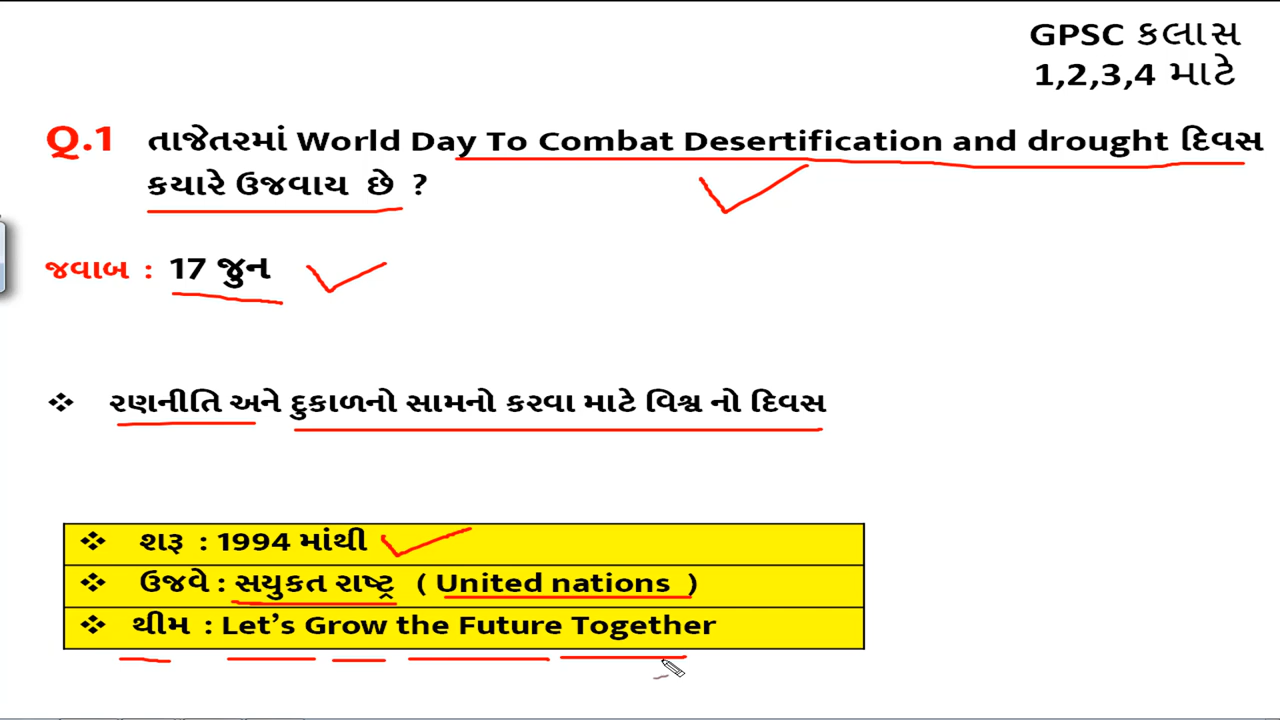 GPSC કલાસ
1,2,3,4 માટે
Q.1 તાજેતરમાં World Day To Combat Desertification and drought દિવસ
કયારે ઉજવાય છે ?
જવાબ : 17 જુન
❖ રણનીતિ અને દુકાળનો સામનો કરવા માટે વિશ્વ નો દિવસ
❖ શરૂ : 1994 માંથી
❖ ઉજવે : સયુકત રાષ્ટ્ર ( United nations )
❖ થીમ : Let’s Grow the Future Together